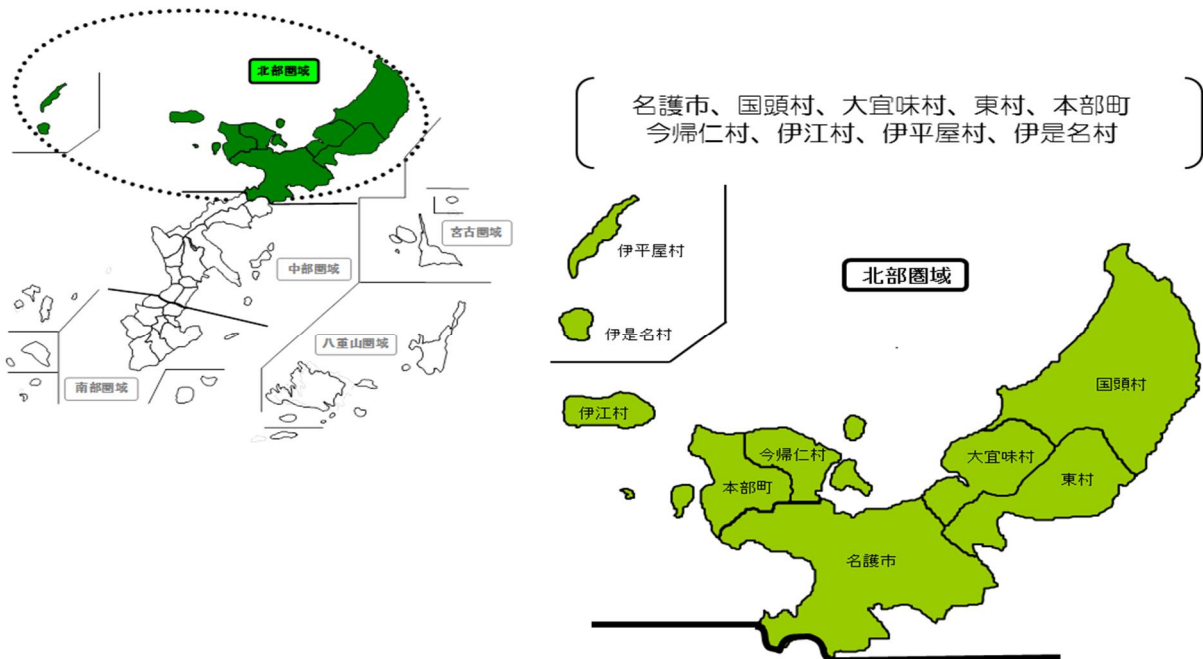 北部圏域
宮古圏域
中部圏域
八重山圏域
南部圏域
名護市、国頭村、大宜味村、東村、本部町
今帰仁村、伊江村、伊平屋村、伊是名村
伊平屋村
北部圏域
伊是名村
国頭村
伊江村
今帰仁村
大宜味村
本部町
東村
名護市